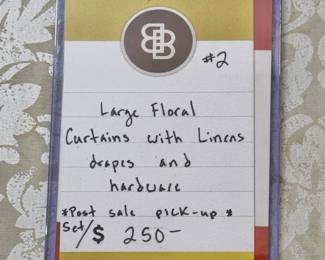 #2
Large Floral
Curtains with Linens
drapes and
hardware
*Post sale pick-up *
Set/$ 250-